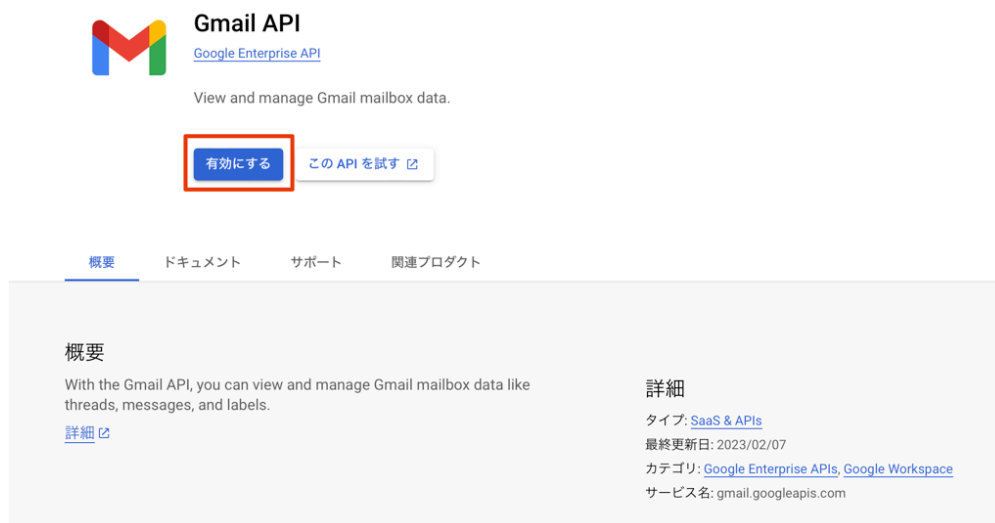 Gmail API
Google Enterprise API
View and manage Gmail mailbox data.
有効にする
この API を試す
概要 ドキュメント サポート 関連プロダクト
概要
With the Gmail API, you can view and manage Gmail mailbox data like
threads, messages, and labels.
詳細
詳細
タイプ: SaaS & APIs
最終更新日: 2023/02/07
カテゴリ: Google Enterprise APIs, Google Workspace
サービス名: gmail.googleapis.com